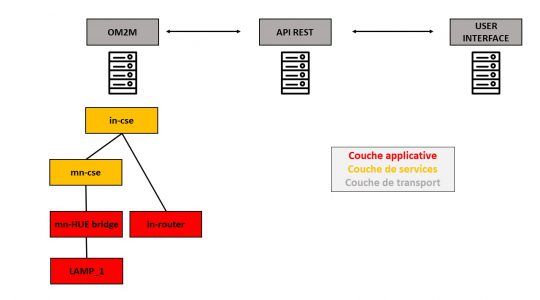 OM2M
API REST
USER
INTERFACE
in-cse
mn-cse
mn-HUE bridge
in-router
LAMP_1
Couche applicative
Couche de services
Couche de transport